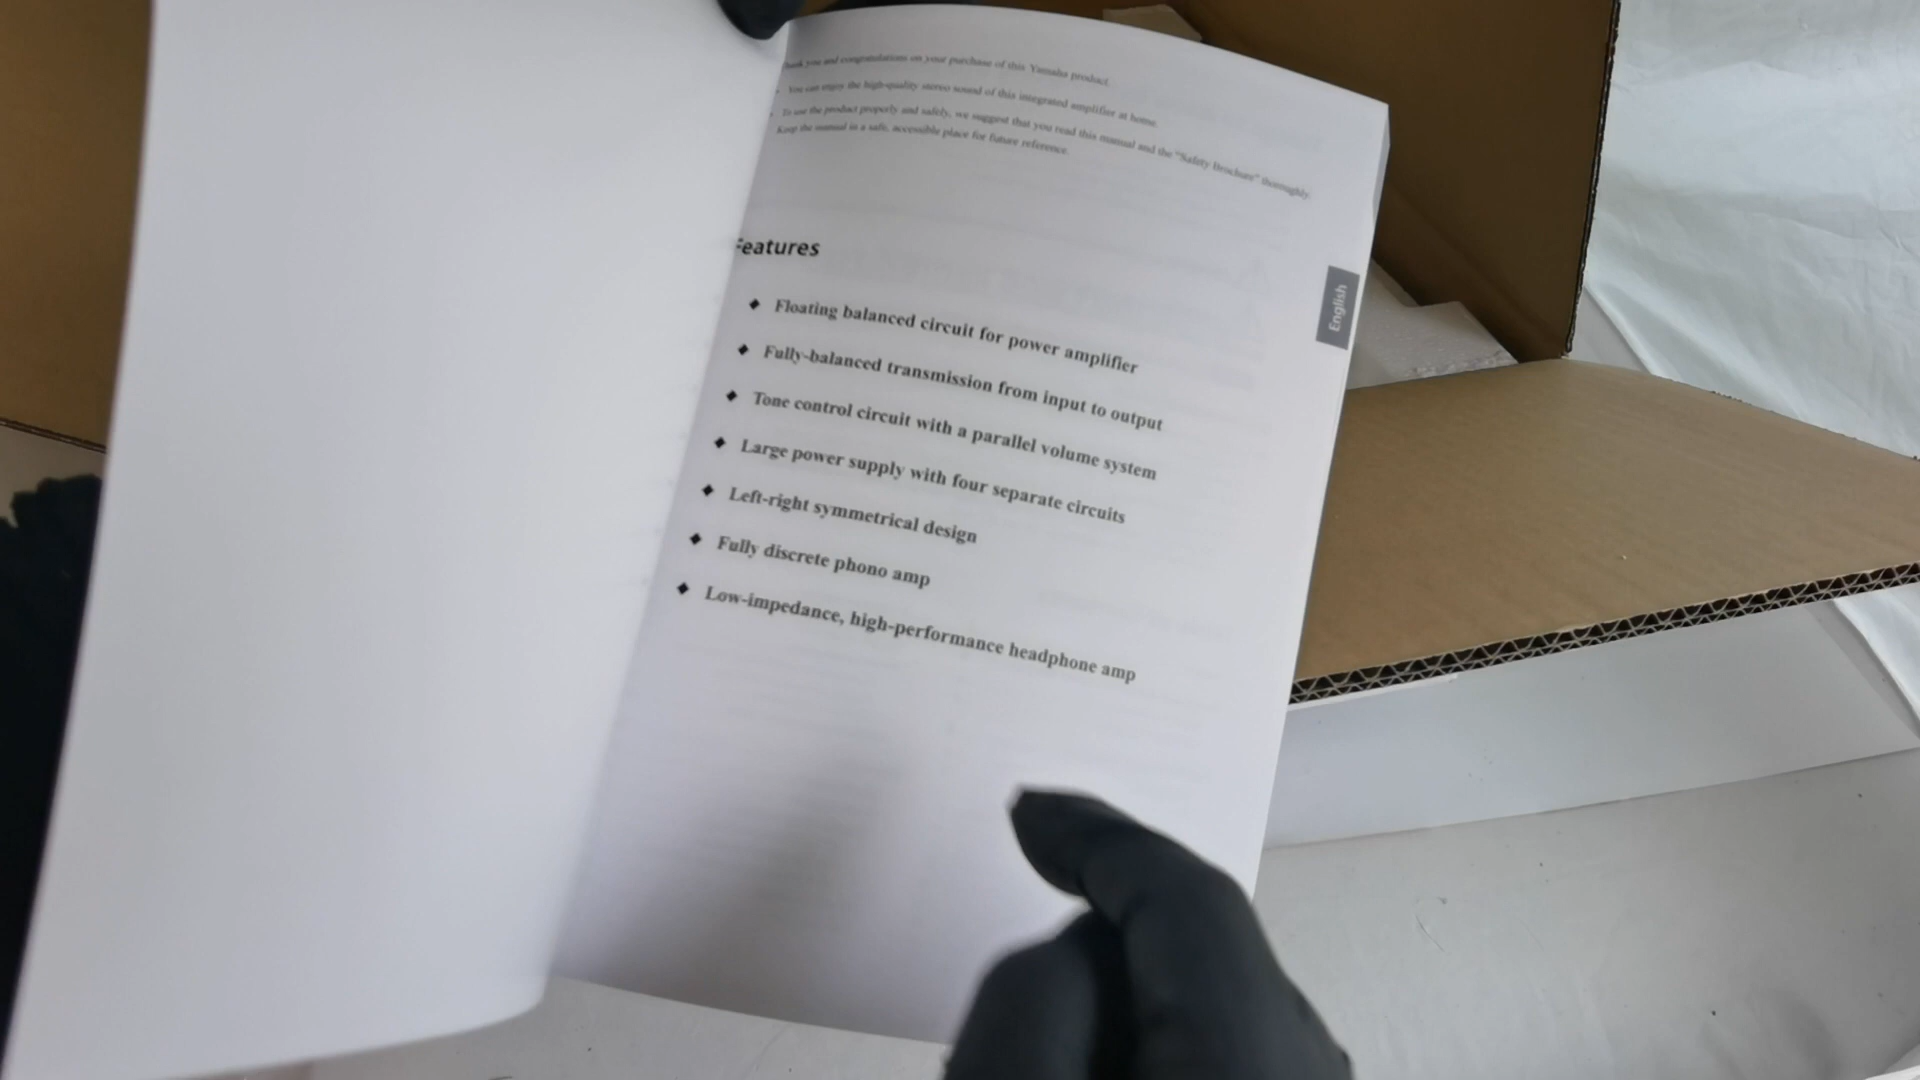 Thank you and congratulations on your purchase of this Yamaha product.
• You can enjoy the high-quality stereo sound of this integrated amplifier at home.
• To use the product properly and safely, we suggest that you read this manual and the "Safety Brochure" thoroughly.
Keep the manual in a safe, accessible place for future reference.
Features
◆ Floating balanced circuit for power amplifier
◆ Fully-balanced transmission from input to output
◆ Tone control circuit with a parallel volume system
◆ Large power supply with four separate circuits
◆ Left-right symmetrical design
◆ Fully discrete phono amp
◆ Low-impedance, high-performance headphone amp
English